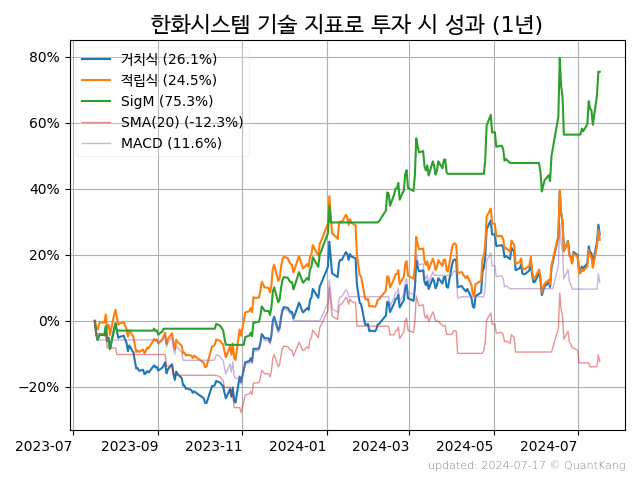 한화시스템 기술 지표로 투자 시 성과 (1년)
80%
60%
40%
20%
0%
−20%
거치식 (26.1%)
적립식 (24.5%)
SigM (75.3%)
SMA(20) (-12.3%)
MACD (11.6%)
2023-07 2023-09 2023-11 2024-01 2024-03 2024-05 2024-07
updated: 2024-07-17 © QuantKang